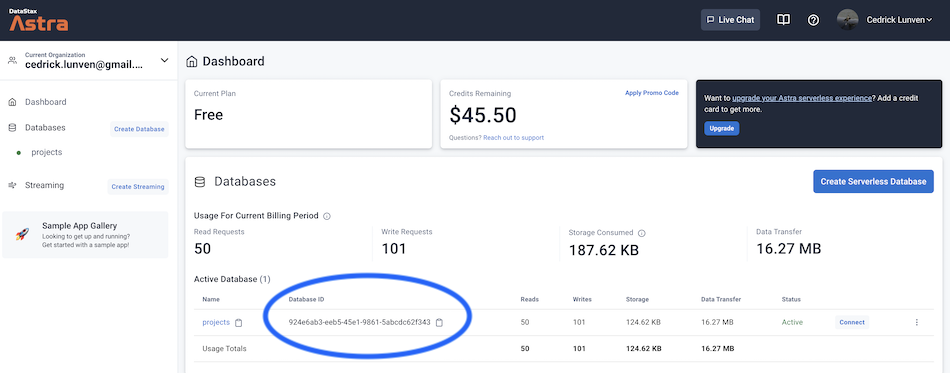 DataStax
Astra
Live Chat
Cedrick Lunven
Current Organization
cedrick.lunven@gmail....
Dashboard
Databases
Create Database
projects
Streaming
Create Streaming
Sample App Gallery
Looking to get up and running?
Get started with a sample app!
Dashboard
Current Plan
Free
Credits Remaining
Apply Promo Code
$45.50
Questions? Reach out to support
Want to upgrade your Astra serverless experience? Add a credit
card to get more.
Upgrade
Databases
Create Serverless Database
Usage For Current Billing Period
Read Requests
50
Write Requests
101
Storage Consumed
187.62 KB
Data Transfer
16.27 MB
Active Database (1)
Name Database ID Reads Writes Storage Data Transfer Status
projects 924e6ab3-eeb5-45e1-9861-5abcdc62f343 50 101 124.62 KB 16.27 MB Active Connect
Usage Totals 50 101 124.62 KB 16.27 MB